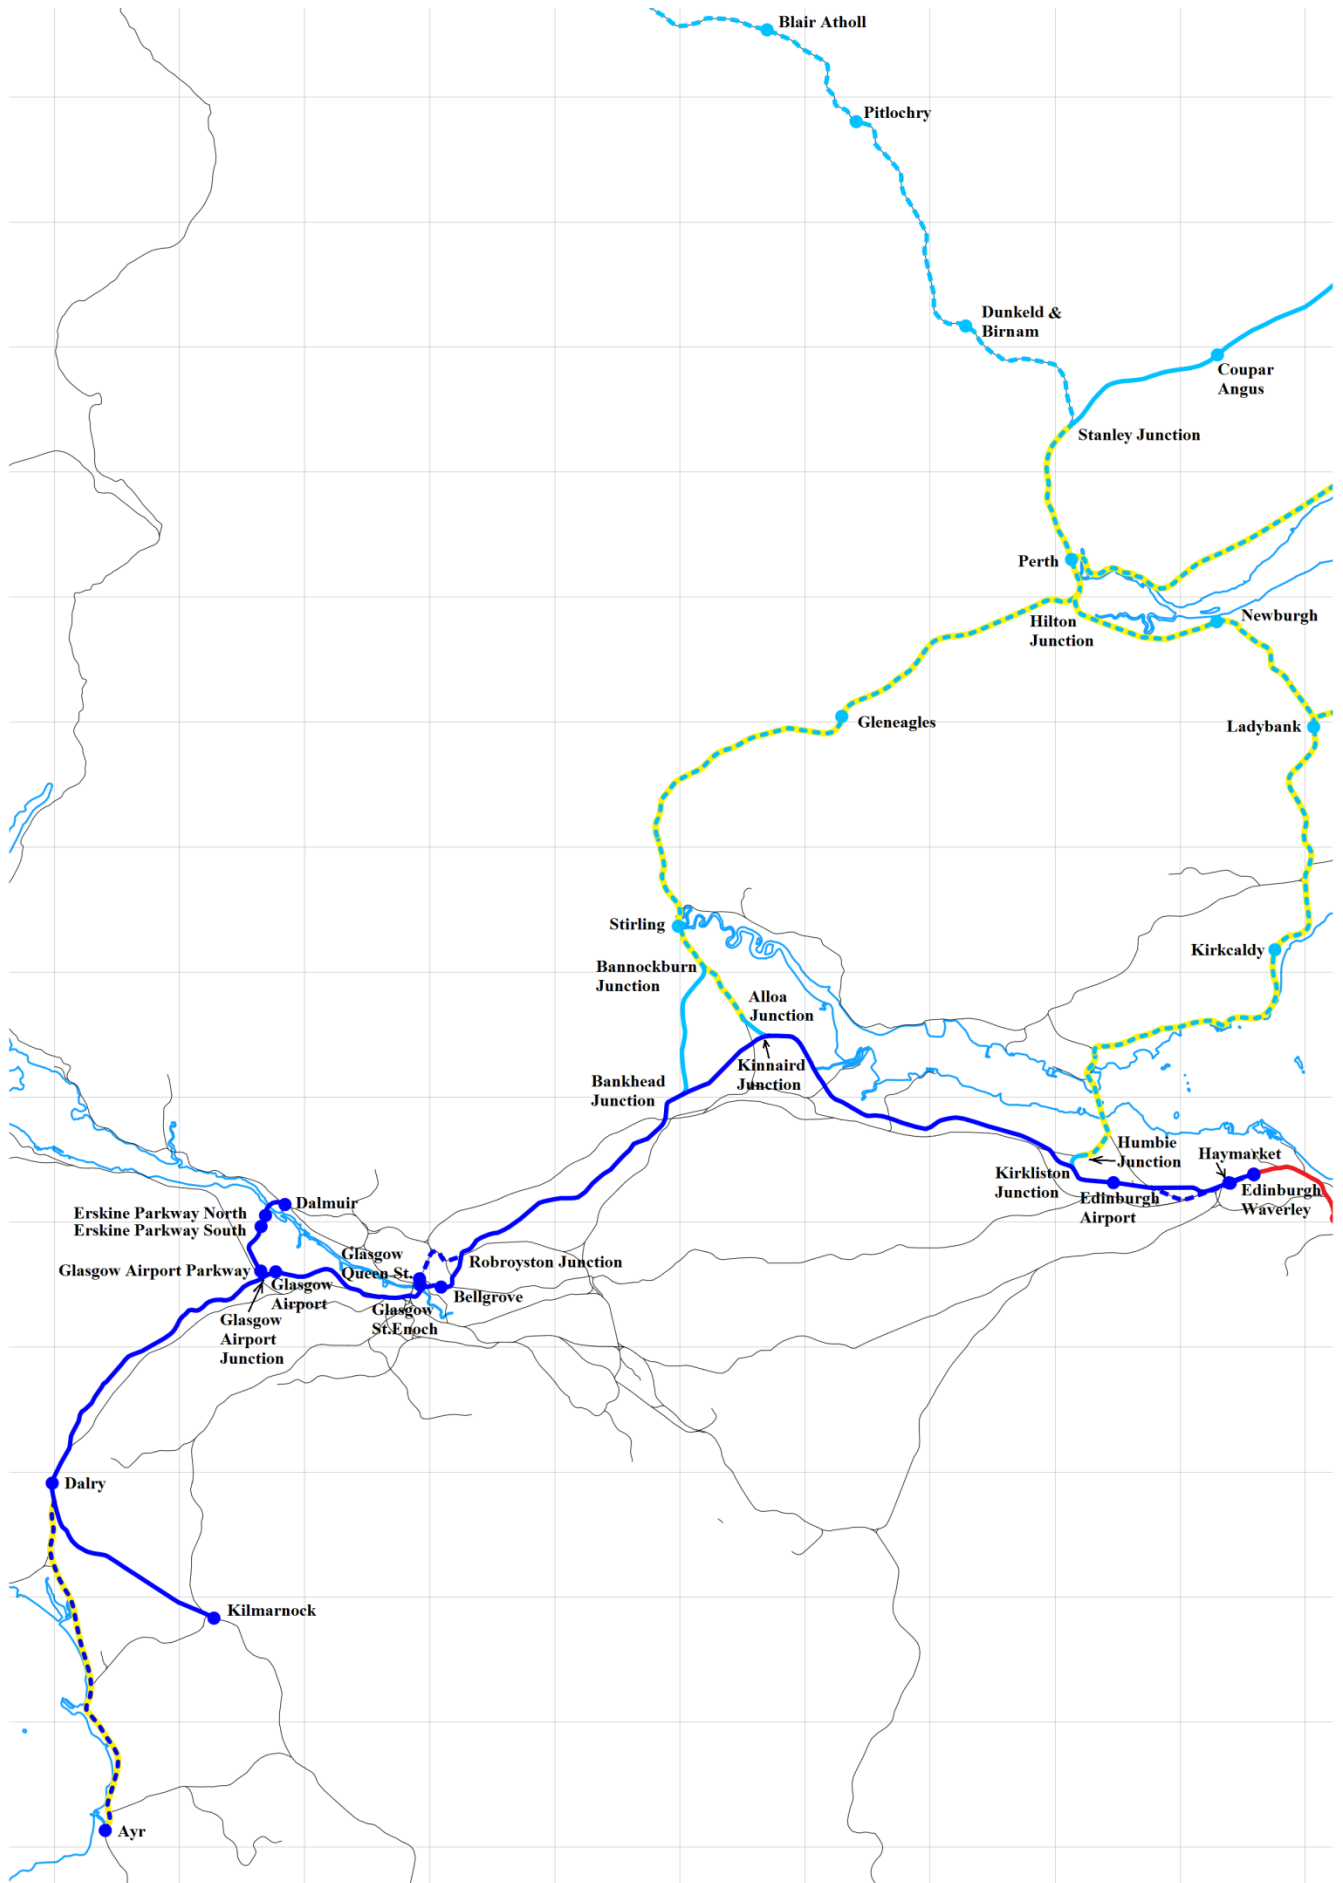 Blair Atholl
Pitlochry
Dunkeld &
Birnam
Coupar
Angus
Stanley Junction
Perth
Hilton
Junction
Newburgh
Gleneagles
Ladybank
Stirling
Bannockburn
Junction
Kirkcaldy
Alloa
Junction
Kinnaird
Junction
Bankhead
Junction
Humbie
Junction
Haymarket
Kirkliston
Junction
Edinburgh
Airport
Edinburgh
Waverley
Dalmuir
Erskine Parkway North
Erskine Parkway South
Glasgow
Queen St.
Robroyston Junction
Glasgow Airport Parkway
Glasgow
Airport
Bellgrove
Glasgow
St.Enoch
Glasgow
Airport
Junction
Dalry
Kilmarnock
Ayr